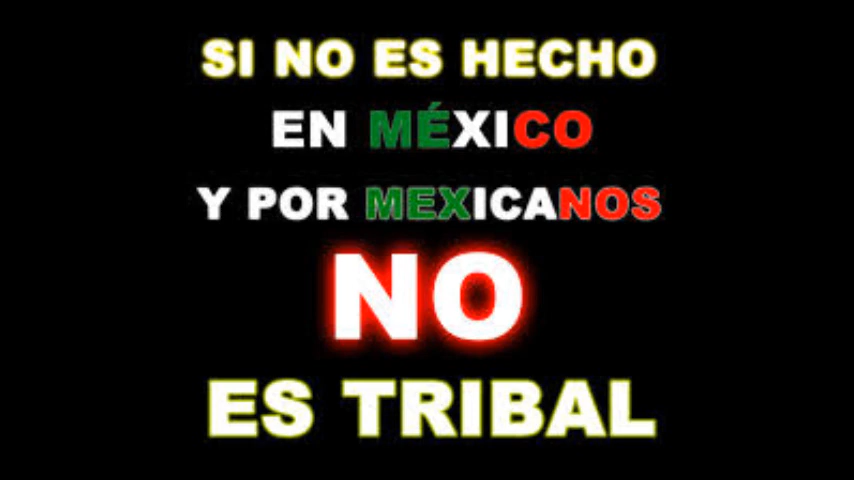 SI NO ES HECHO
EN MÉXICO
Y POR MEXICANOS
NO
ES TRIBAL